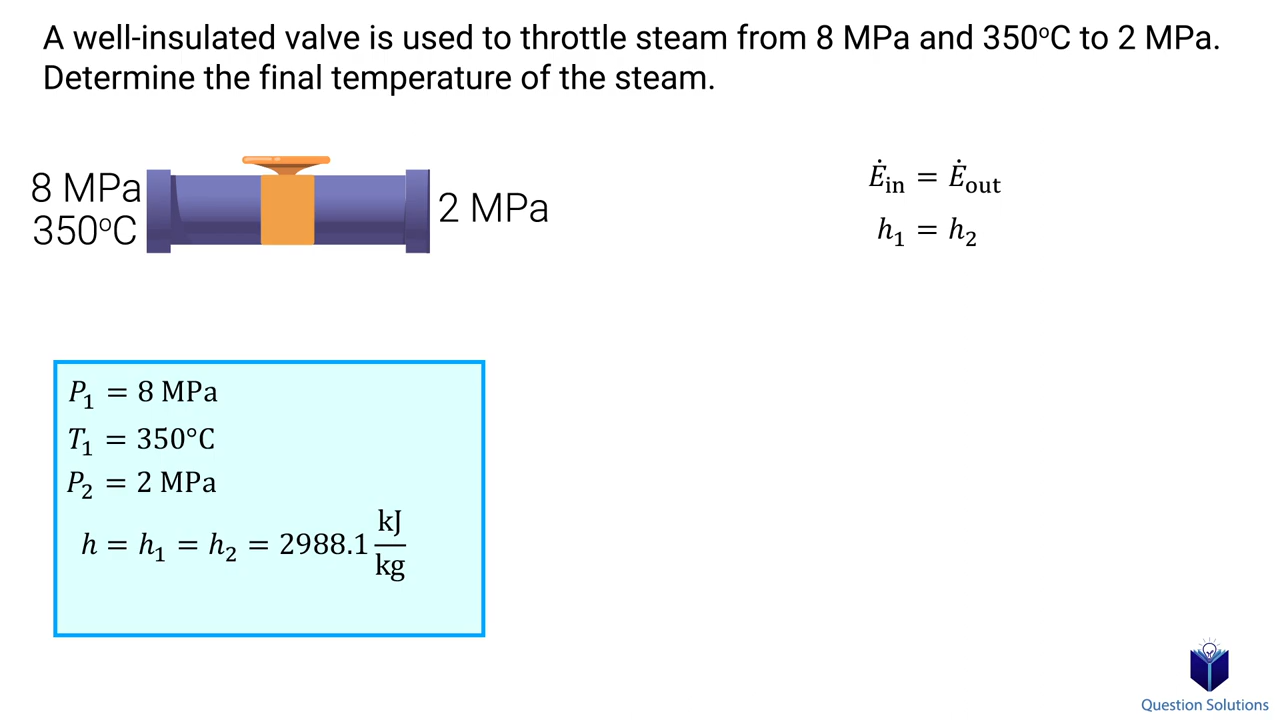 A well-insulated valve is used to throttle steam from 8 MPa and 350°C to 2 MPa.
Determine the final temperature of the steam.
8 MPa
350°C
2 MPa
Ė_in = Ė_out
h₁ = h₂
P₁ = 8 MPa
T₁ = 350°C
P₂ = 2 MPa
h = h₁ = h₂ = 2988.1 kJ/kg
Question Solutions